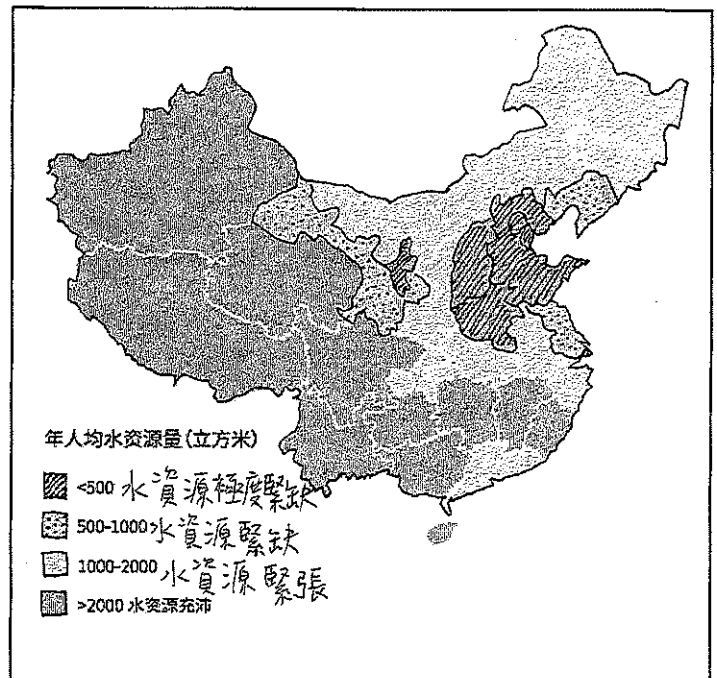 年人均水资源量(立方米)
<500 水資源極度緊缺
500-1000 水資源緊缺
1000-2000 水資源緊張
>2000 水资源充沛